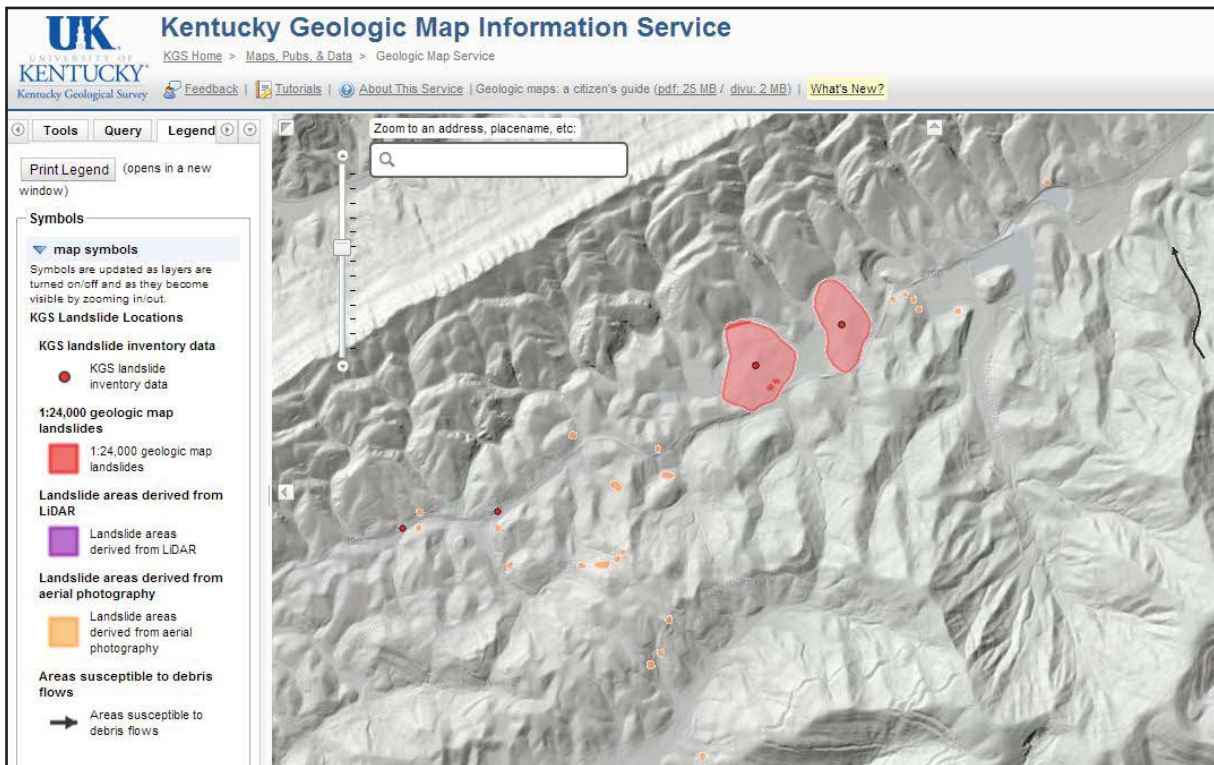 UK
UNIVERSITY OF
KENTUCKY
Kentucky Geological Survey
Kentucky Geologic Map Information Service
KGS Home > Maps, Pubs, & Data > Geologic Map Service
Feedback | Tutorials | About This Service | Geologic maps: a citizen's guide (pdf: 25 MB / djvu: 2 MB) | What's New?
Tools Query Legend
Print Legend (opens in a new
window)
Symbols
map symbols
Symbols are updated as layers are
turned on/off and as they become
visible by zooming in/out.
KGS Landslide Locations
KGS landslide inventory data
KGS landslide
inventory data
1:24,000 geologic map
landslides
1:24,000 geologic map
landslides
Landslide areas derived from
LiDAR
Landslide areas
derived from LiDAR
Landslide areas derived from
aerial photography
Landslide areas
derived from aerial
photography
Areas susceptible to debris
flows
Areas susceptible to
debris flows
Zoom to an address, placename, etc: